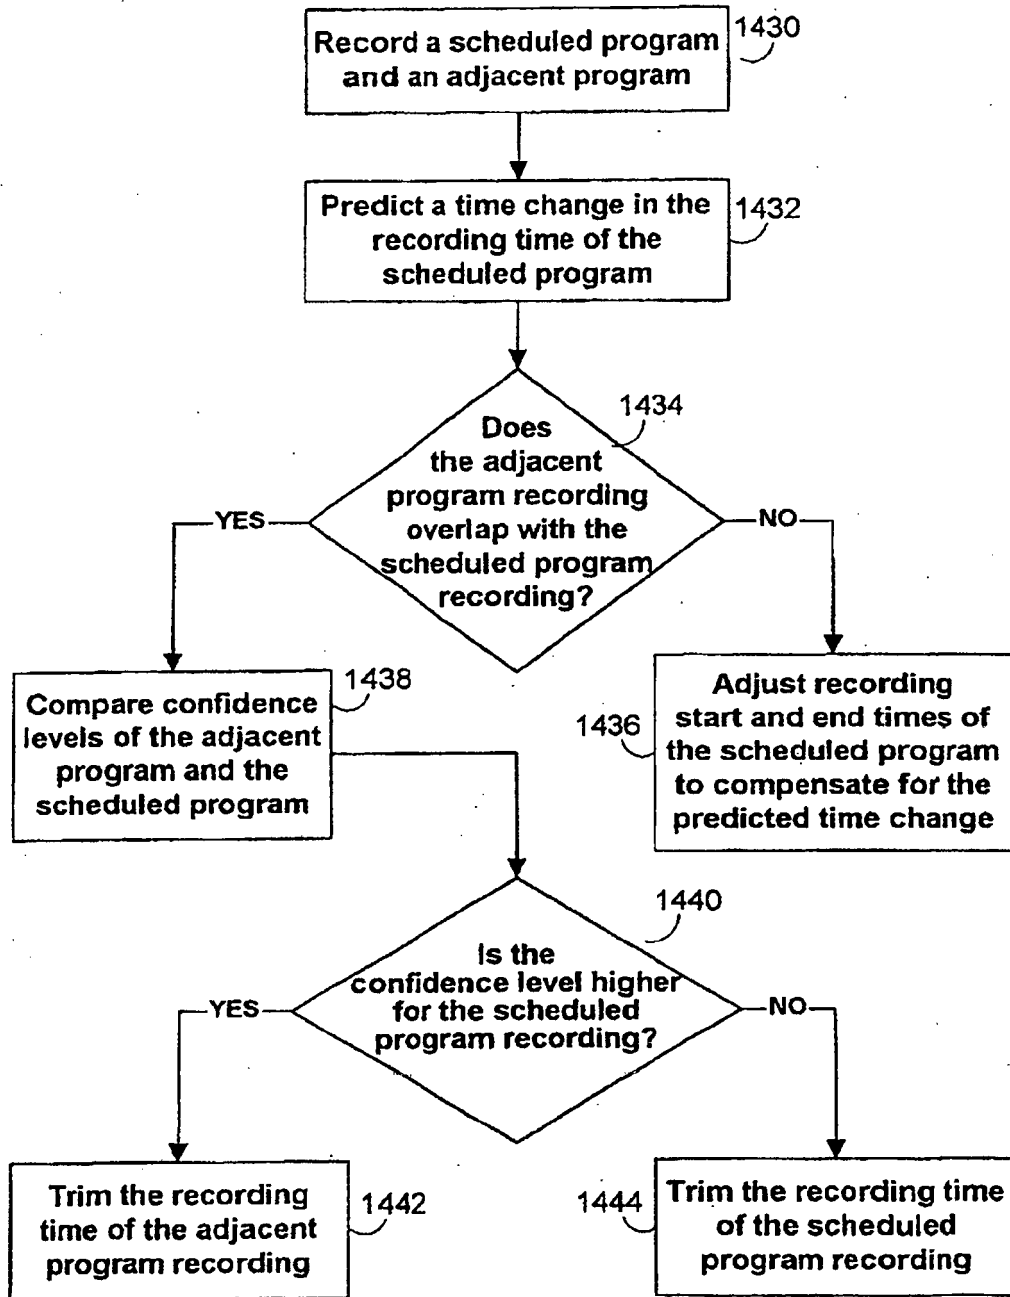 Record a scheduled program
and an adjacent program
1430
Predict a time change in the
recording time of the
scheduled program
1432
Does
the adjacent
program recording
overlap with the
scheduled program
recording?
1434
YES
NO
Compare confidence
levels of the adjacent
program and the
scheduled program
1438
Adjust recording
start and end times of
the scheduled program
to compensate for the
predicted time change
1436
Is the
confidence level higher
for the scheduled
program recording?
1440
YES
NO
Trim the recording
time of the adjacent
program recording
1442
Trim the recording time
of the scheduled
program recording
1444